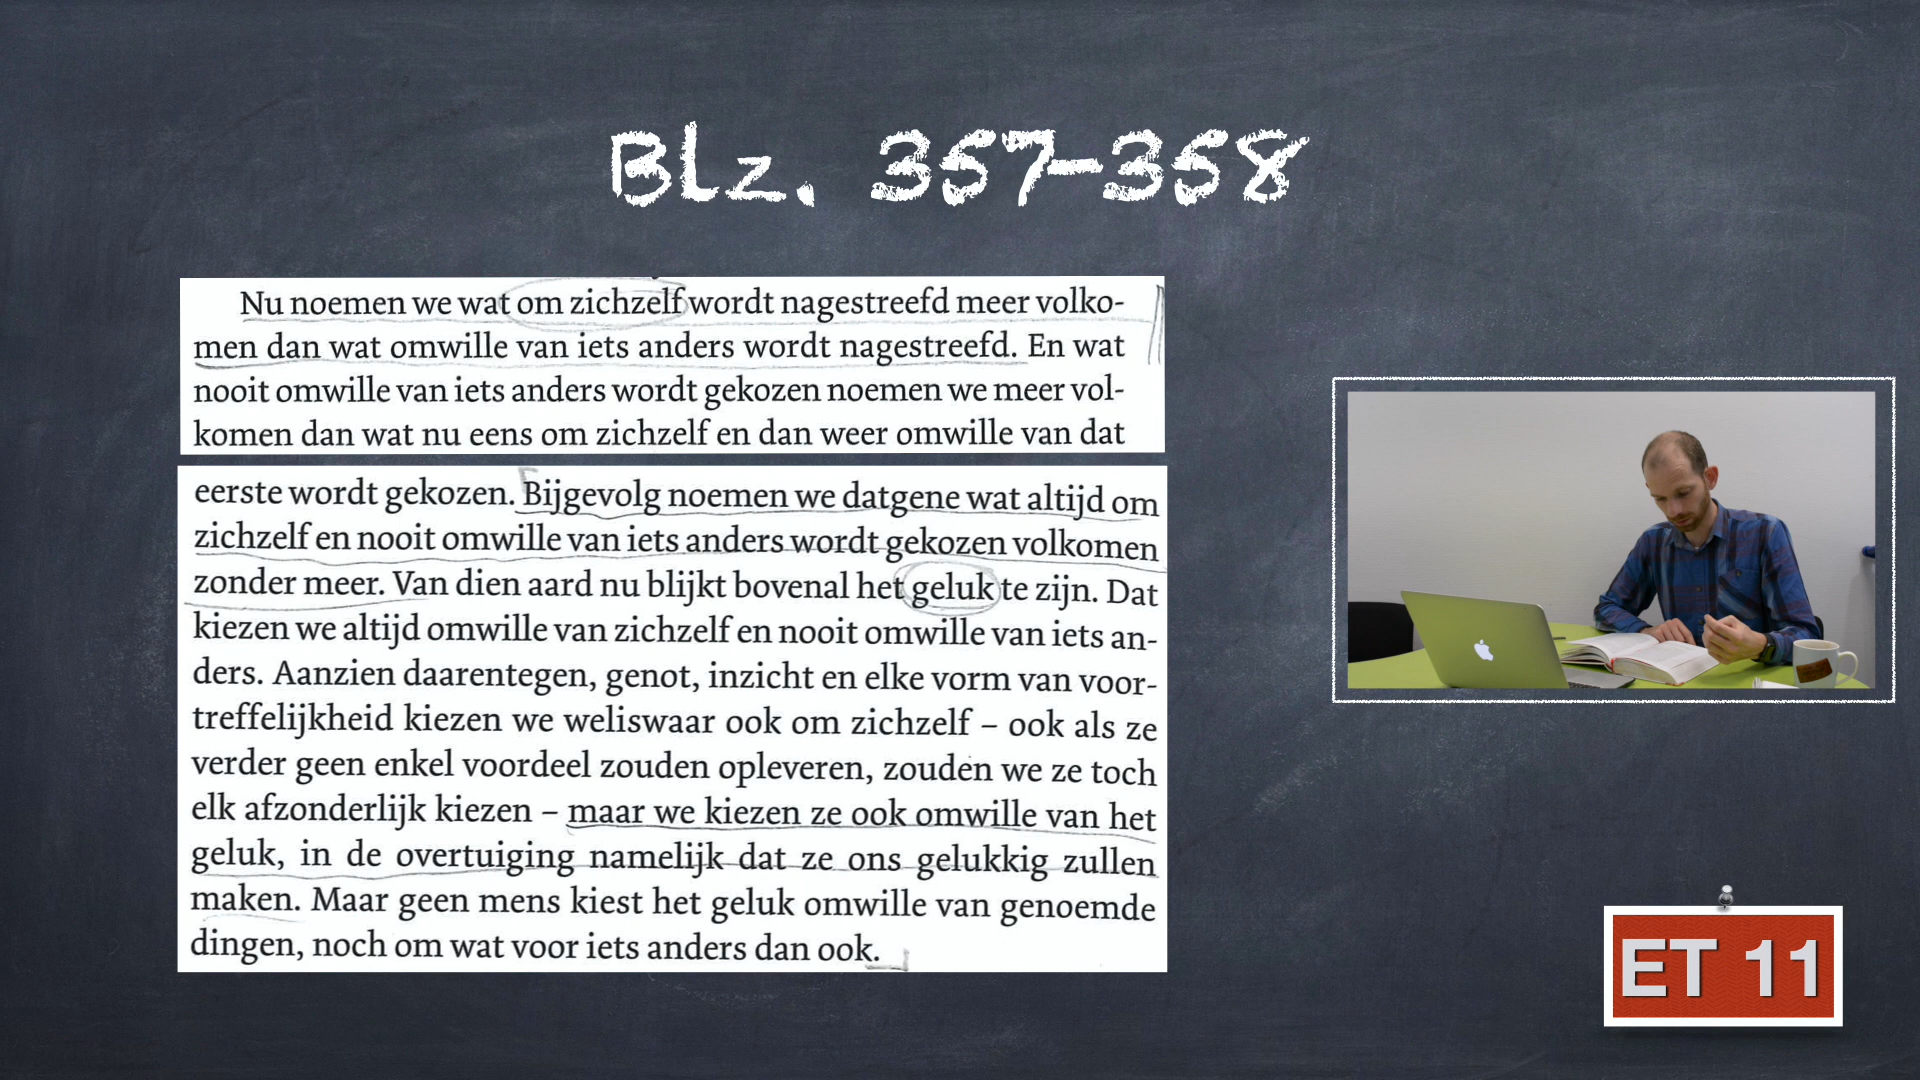 Blz. 357-358
Nu noemen we wat om zichzelf wordt nagestreefd meer volko-
men dan wat omwille van iets anders wordt nagestreefd. En wat
nooit omwille van iets anders wordt gekozen noemen we meer vol-
komen dan wat nu eens om zichzelf en dan weer omwille van dat
eerste wordt gekozen. Bijgevolg noemen we datgene wat altijd om
zichzelf en nooit omwille van iets anders wordt gekozen volkomen
zonder meer. Van dien aard nu blijkt bovenal het geluk te zijn. Dat
kiezen we altijd omwille van zichzelf en nooit omwille van iets an-
ders. Aanzien daarentegen, genot, inzicht en elke vorm van voor-
treffelijkheid kiezen we weliswaar ook om zichzelf – ook als ze
verder geen enkel voordeel zouden opleveren, zouden we ze toch
elk afzonderlijk kiezen – maar we kiezen ze ook omwille van het
geluk, in de overtuiging namelijk dat ze ons gelukkig zullen
maken. Maar geen mens kiest het geluk omwille van genoemde
dingen, noch om wat voor iets anders dan ook.
ET 11